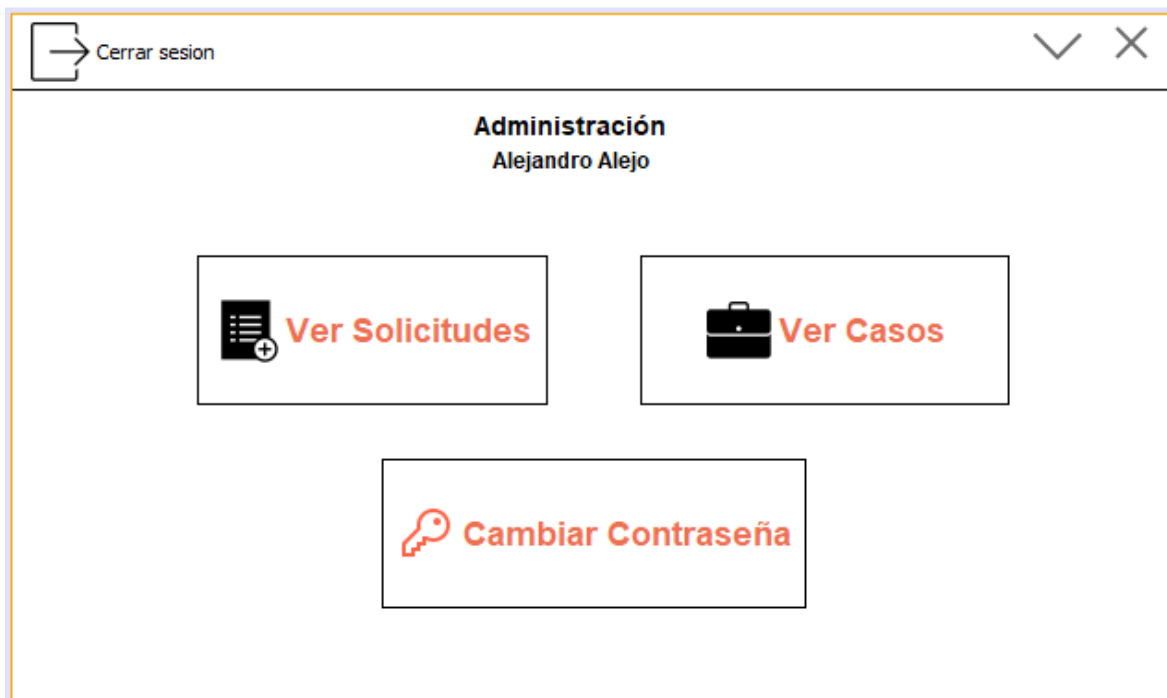 Cerrar sesion
Administración
Alejandro Alejo
Ver Solicitudes
Ver Casos
Cambiar Contraseña